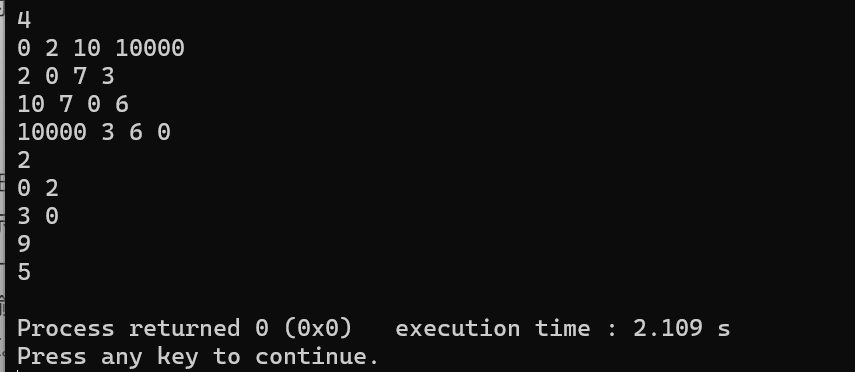 4
0 2 10 10000
2 0 7 3
10 7 0 6
10000 3 6 0
2
0 2
3 0
9
5
Process returned 0 (0x0)   execution time : 2.109 s
Press any key to continue.